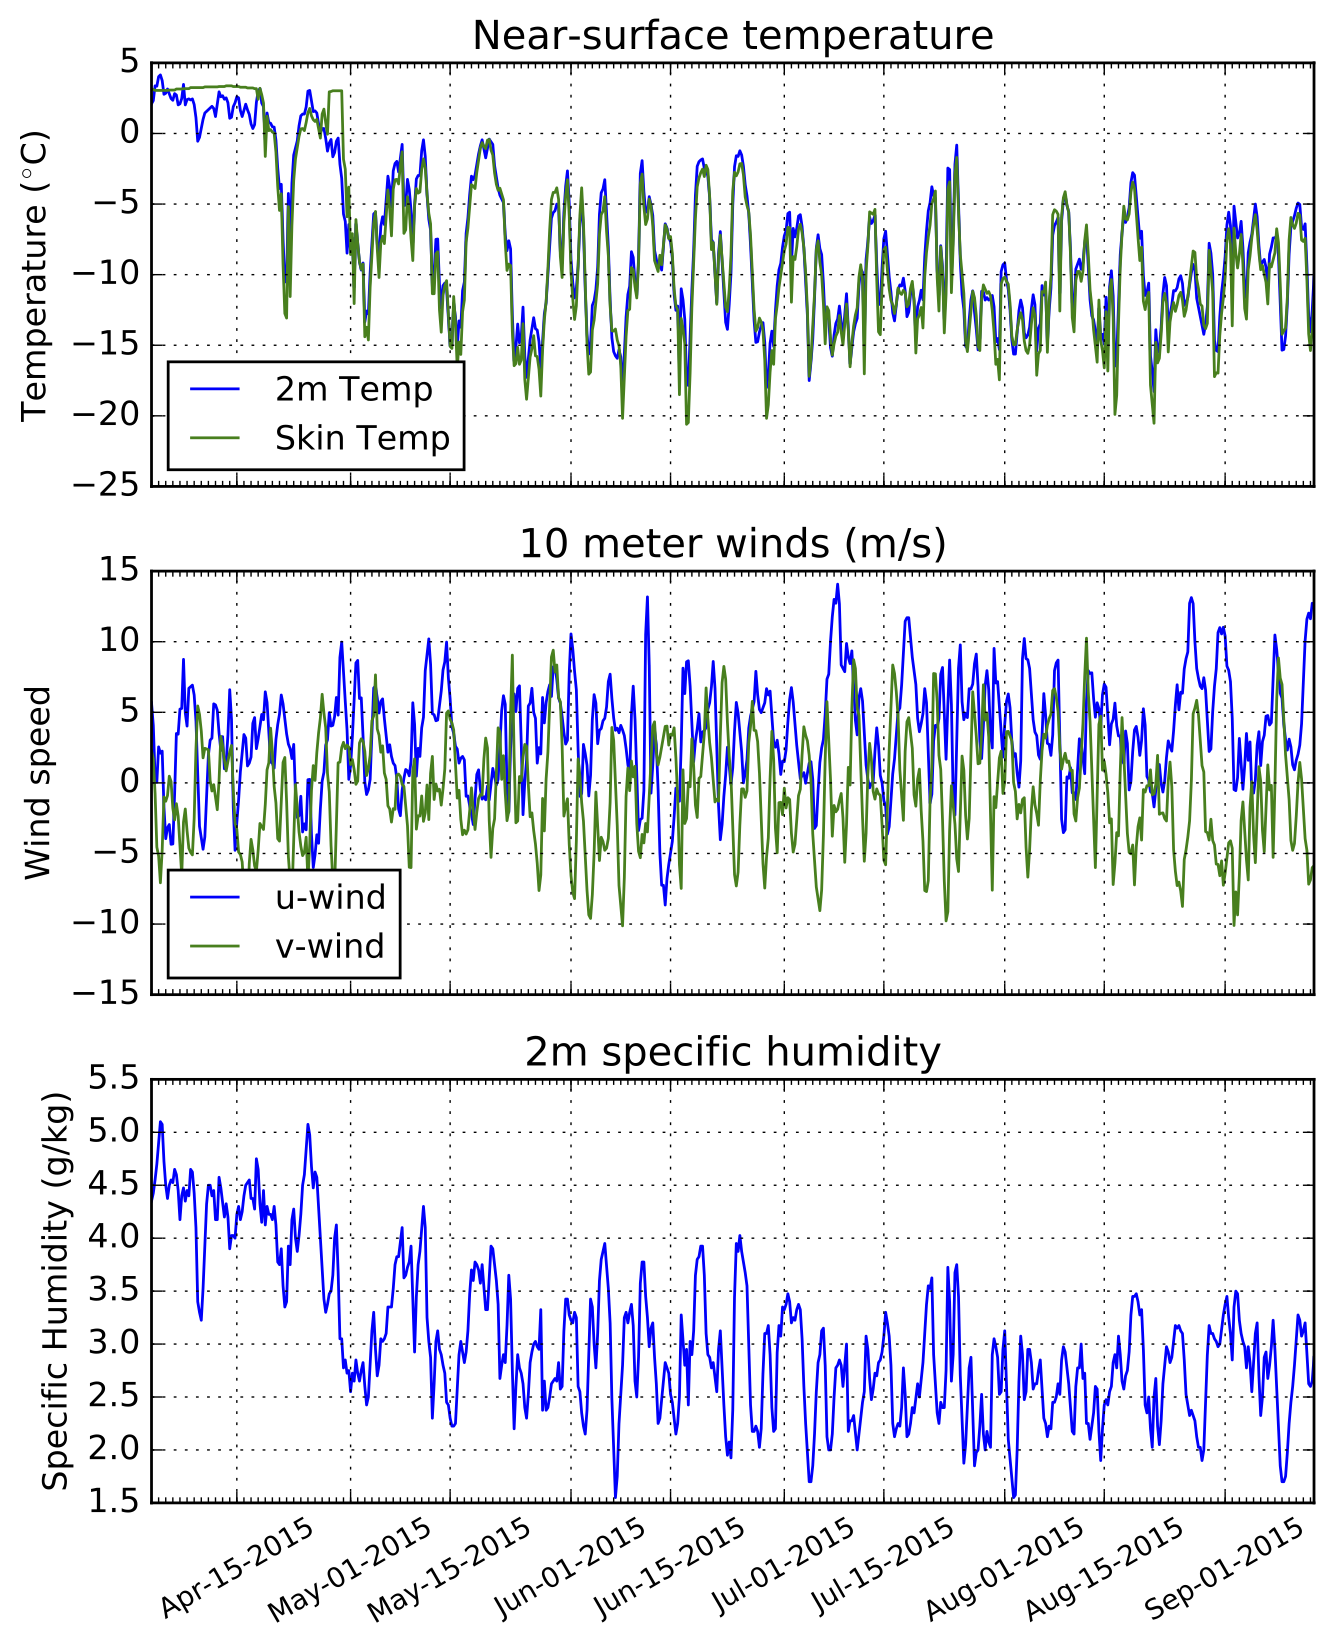 Near-surface temperature
Temperature (◦C)
5
0
−5
−10
−15
−20
−25
2m Temp
Skin Temp
10 meter winds (m/s)
Wind speed
15
10
5
0
−5
−10
−15
u-wind
v-wind
2m specific humidity
Specific Humidity (g/kg)
5.5
5.0
4.5
4.0
3.5
3.0
2.5
2.0
1.5
Apr-15-2015
May-01-2015
May-15-2015
Jun-01-2015
Jun-15-2015
Jul-01-2015
Jul-15-2015
Aug-01-2015
Aug-15-2015
Sep-01-2015